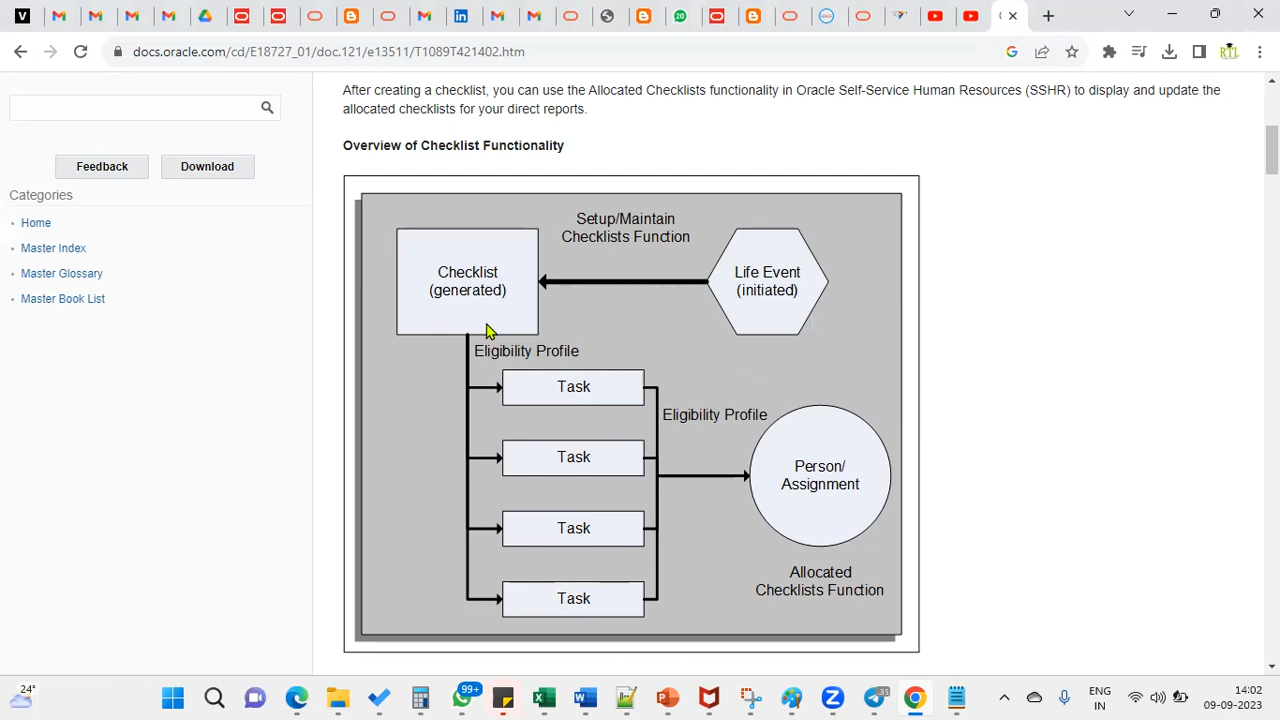 docs.oracle.com/cd/E18727_01/doc.121/e13511/T1089T421402.htm
RTL
After creating a checklist, you can use the Allocated Checklists functionality in Oracle Self-Service Human Resources (SSHR) to display and update the
allocated checklists for your direct reports.
Feedback
Download
Categories
Home
Master Index
Master Glossary
Master Book List
Overview of Checklist Functionality
Setup/Maintain
Checklists Function
Checklist
(generated)
Life Event
(initiated)
Eligibility Profile
Task
Eligibility Profile
Task
Person/
Assignment
Task
Allocated
Checklists Function
Task
24°
99+
35
ENG
IN
14:02
09-09-2023